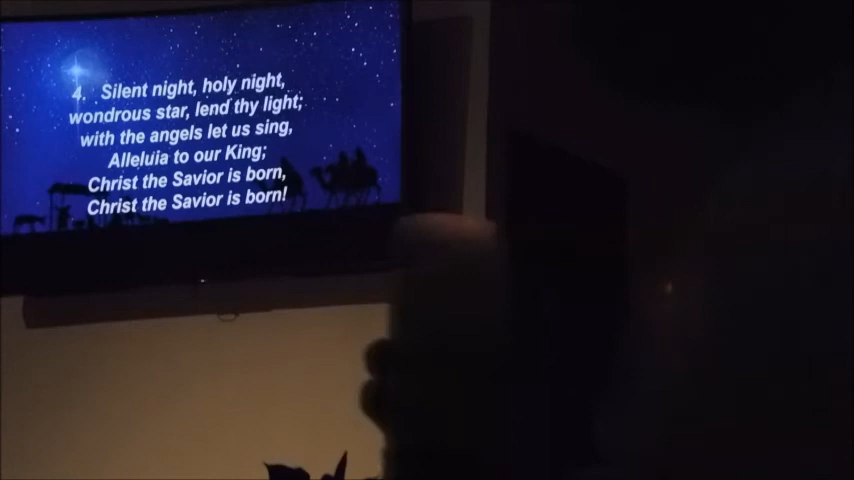 4. Silent night, holy night,
wondrous star, lend thy light;
with the angels let us sing,
Alleluia to our King;
Christ the Savior is born,
Christ the Savior is born!